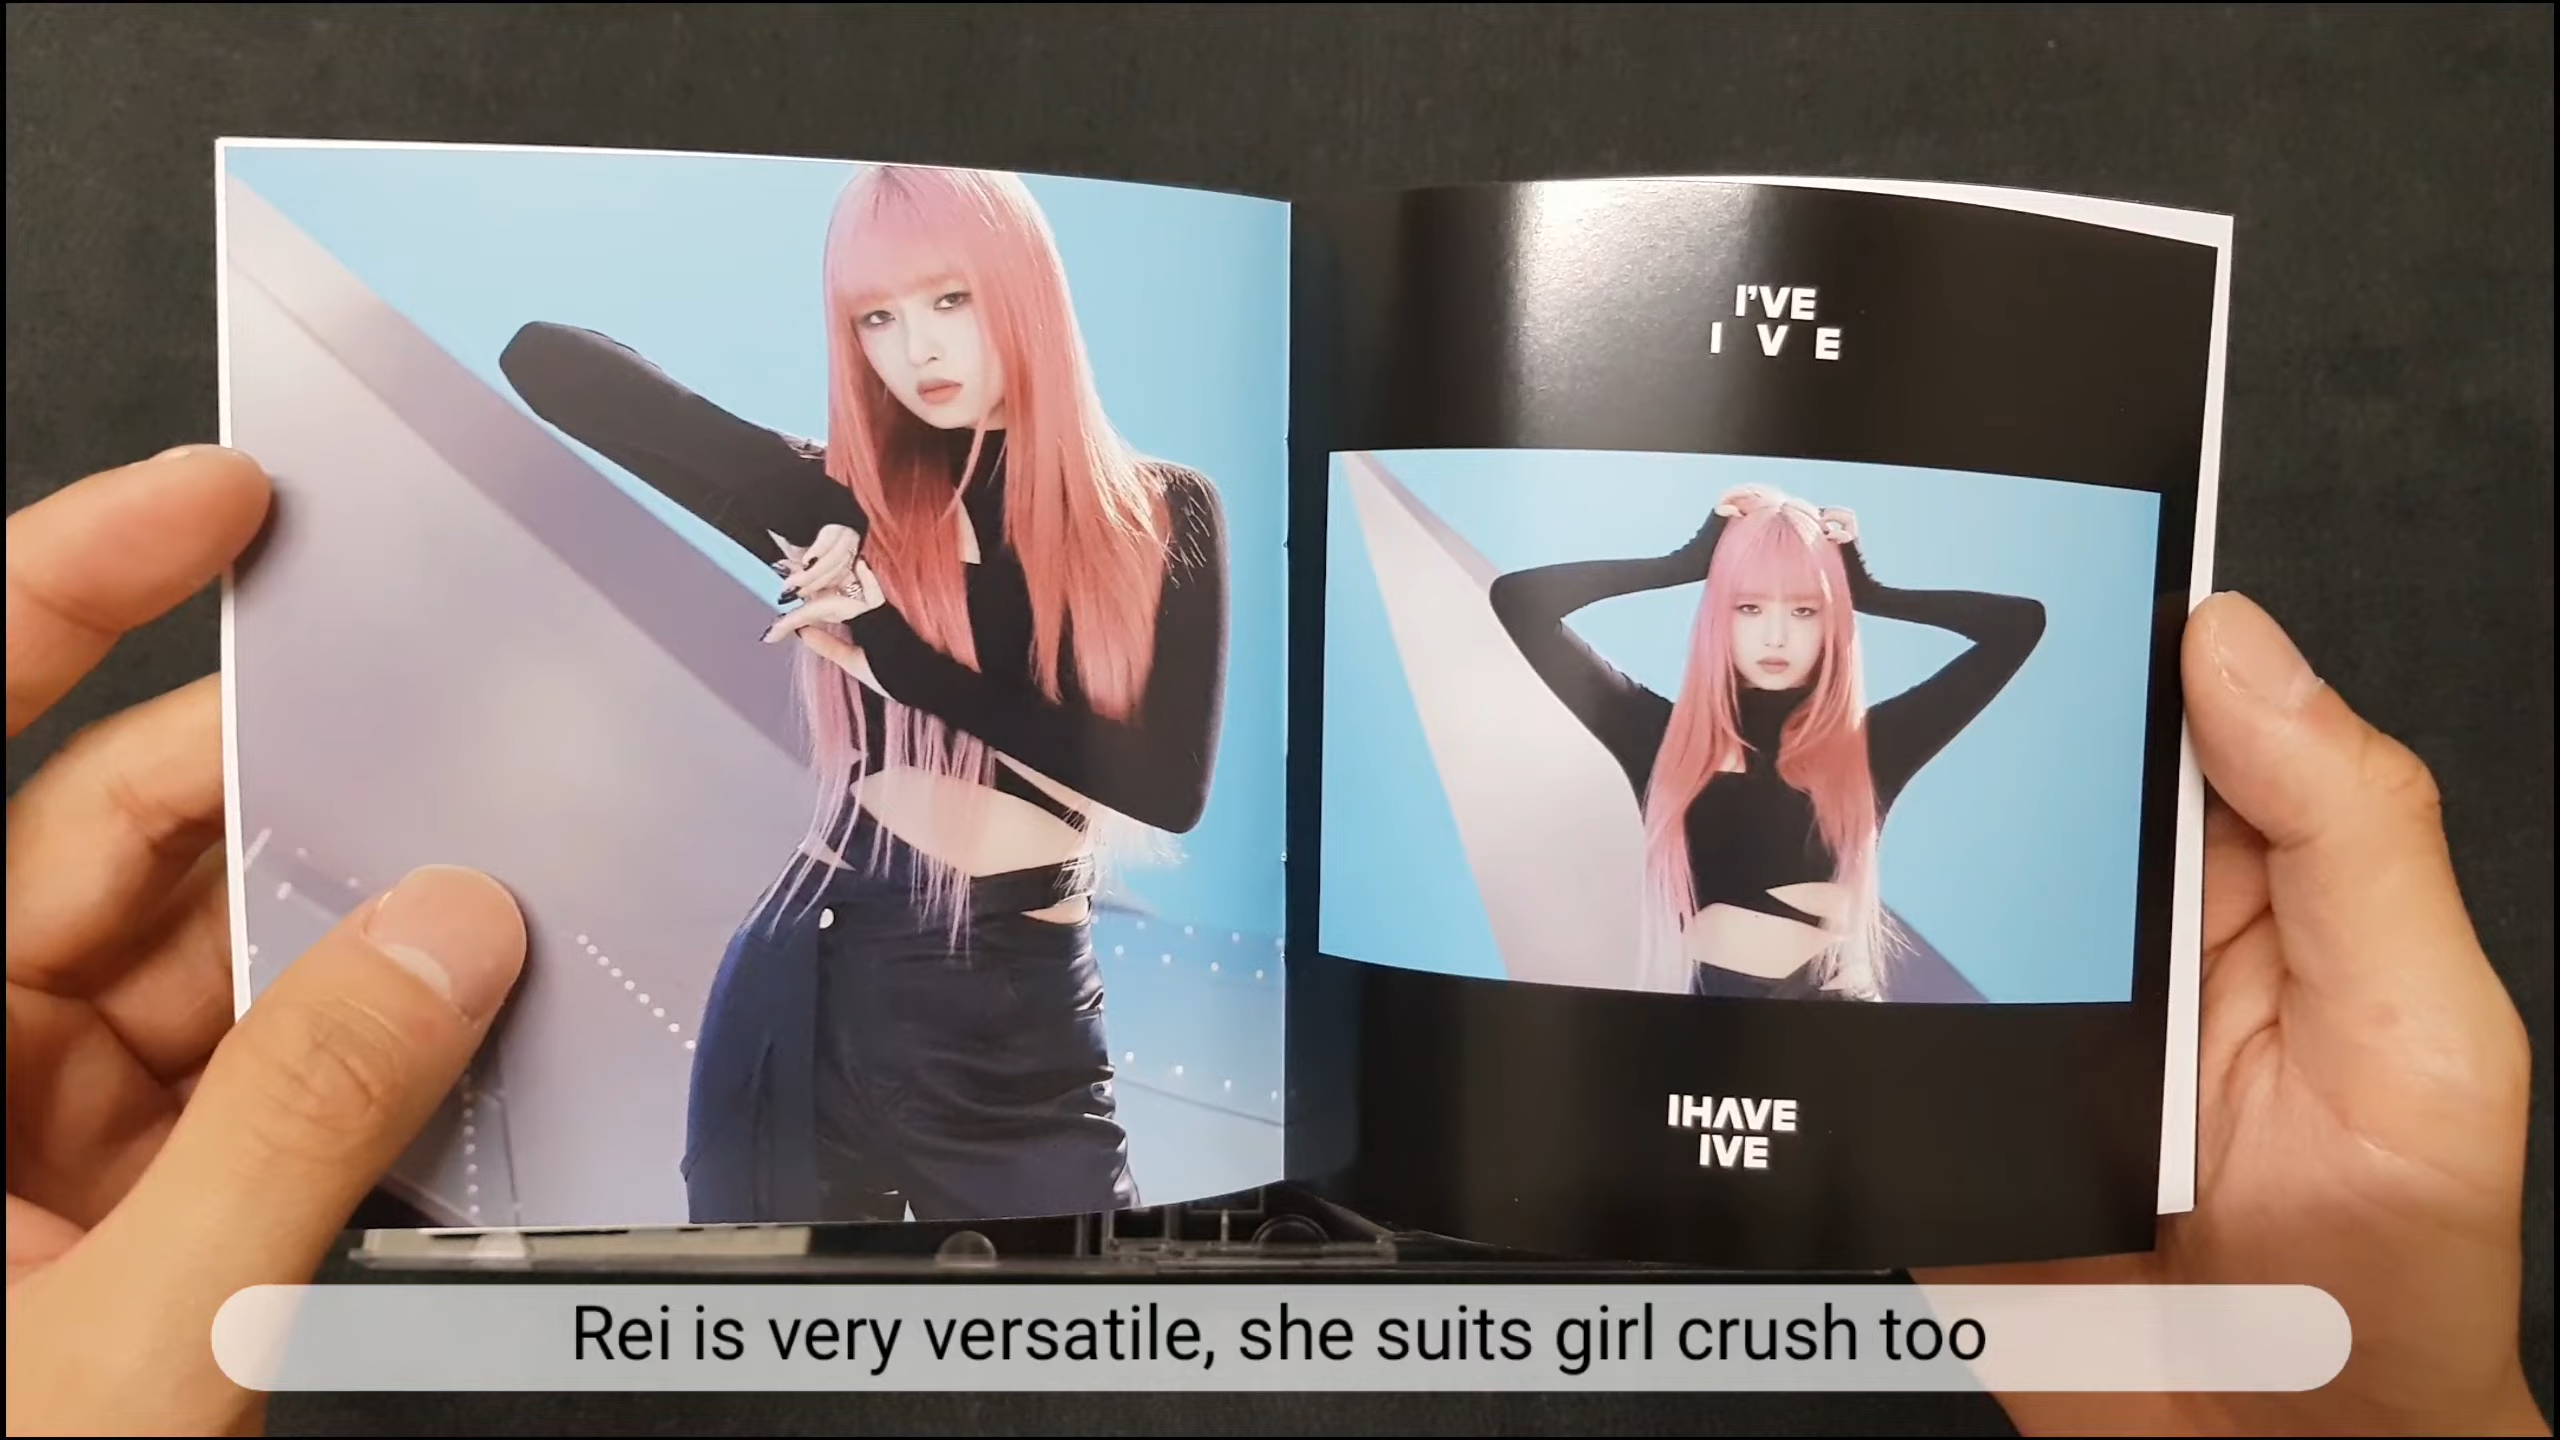 I'VE
I V E
IHAVE
IVE
Rei is very versatile, she suits girl crush too